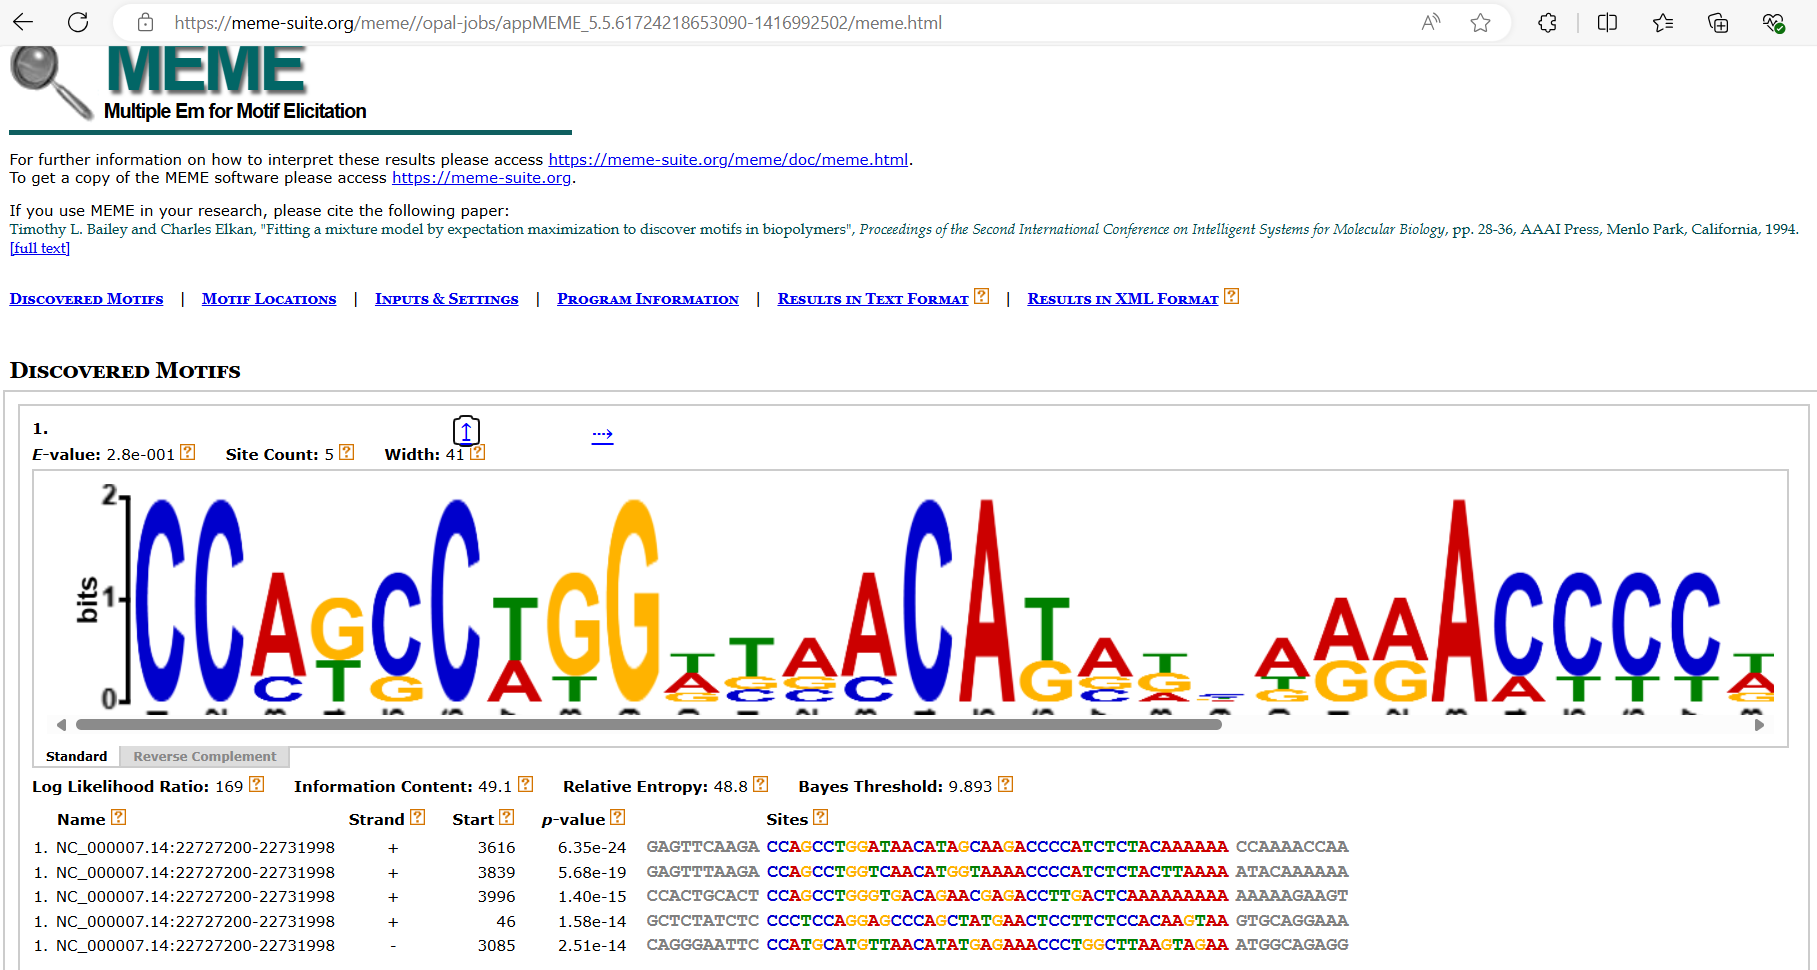 https://meme-suite.org/meme//opal-jobs/appMEME_5.5.61724218653090-1416992502/meme.html
MEME
Multiple Em for Motif Elicitation
For further information on how to interpret these results please access https://meme-suite.org/meme/doc/meme.html.
To get a copy of the MEME software please access https://meme-suite.org.
If you use MEME in your research, please cite the following paper:
Timothy L. Bailey and Charles Elkan, "Fitting a mixture model by expectation maximization to discover motifs in biopolymers", Proceedings of the Second International Conference on Intelligent Systems for Molecular Biology, pp. 28-36, AAAI Press, Menlo Park, California, 1994.
[full text]
Discovered Motifs | Motif Locations | Inputs & Settings | Program Information | Results in Text Format ? | Results in XML Format ?
Discovered Motifs
1.
E-value: 2.8e-001 ? Site Count: 5 ? Width: 41 ?
bits
2
1
0
Standard Reverse Complement
Log Likelihood Ratio: 169 ? Information Content: 49.1 ? Relative Entropy: 48.8 ? Bayes Threshold: 9.893 ?
Name ? Strand ? Start ? p-value ? Sites ?
1. NC_000007.14:22727200-22731998 + 3616 6.35e-24 GAGTTCAAGA CCAGCCTGGATAACATAGCAAGACCCCATCTCTACAAAAAA CCAAAACCAA
1. NC_000007.14:22727200-22731998 + 3839 5.68e-19 GAGTTTAAGA CCAGCCTGGTCAACATGGTAAAACCCCATCTCTACTTAAAA ATACAAAAAA
1. NC_000007.14:22727200-22731998 + 3996 1.40e-15 CCACTGCACT CCAGCCTGGGTGACAGAACGAGACCTTGACTCAAAAAAAAA AAAAAGAAGT
1. NC_000007.14:22727200-22731998 + 46 1.58e-14 GCTCTATCTC CCCTCCAGGAGCCCAGCTATGAACTCCTTCTCCACAAGTAA GTGCAGGAAA
1. NC_000007.14:22727200-22731998 - 3085 2.51e-14 CAGGGAATTC CCATGCATGTTAACATATGAGAAACCCTGGCTTAAGTAGAA ATGGCAGAGG